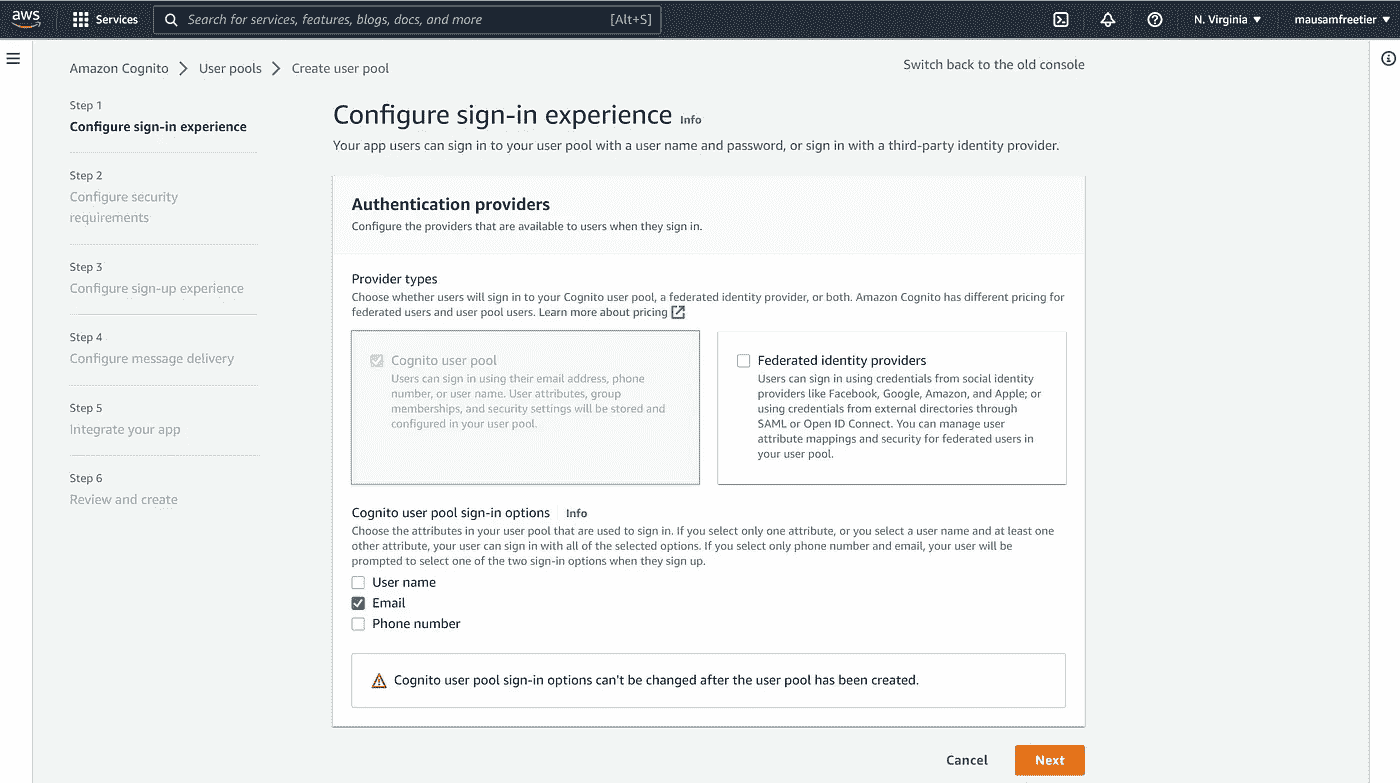 aws
Services
Search for services, features, blogs, docs, and more
[Alt+S]
N. Virginia
mausamfreetier
Amazon Cognito
User pools
Create user pool
Switch back to the old console
Step 1
Configure sign-in experience
Step 2
Configure security
requirements
Step 3
Configure sign-up experience
Step 4
Configure message delivery
Step 5
Integrate your app
Step 6
Review and create
Configure sign-in experience Info
Your app users can sign in to your user pool with a user name and password, or sign in with a third-party identity provider.
Authentication providers
Configure the providers that are available to users when they sign in.
Provider types
Choose whether users will sign in to your Cognito user pool, a federated identity provider, or both. Amazon Cognito has different pricing for
federated users and user pool users. Learn more about pricing
Cognito user pool
Users can sign in using their email address, phone
number, or user name. User attributes, group
memberships, and security settings will be stored and
configured in your user pool.
Federated identity providers
Users can sign in using credentials from social identity
providers like Facebook, Google, Amazon, and Apple; or
using credentials from external directories through
SAML or Open ID Connect. You can manage user
attribute mappings and security for federated users in
your user pool.
Cognito user pool sign-in options Info
Choose the attributes in your user pool that are used to sign in. If you select only one attribute, or you select a user name and at least one
other attribute, your user can sign in with all of the selected options. If you select only phone number and email, your user will be
prompted to select one of the two sign-in options when they sign up.
User name
Email
Phone number
Cognito user pool sign-in options can't be changed after the user pool has been created.
Cancel
Next